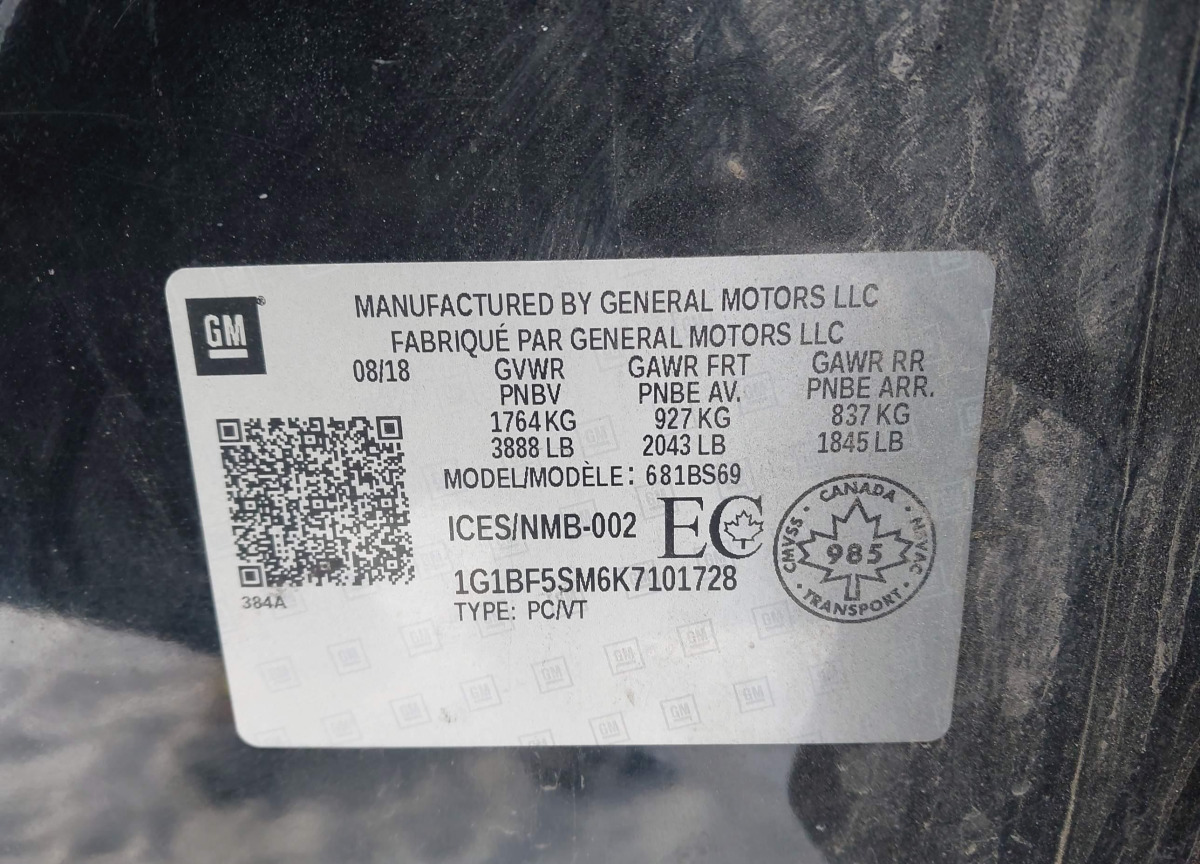 GM®
MANUFACTURED BY GENERAL MOTORS LLC
FABRIQUÉ PAR GENERAL MOTORS LLC
08/18 GVWR GAWR FRT GAWR RR
PNBV PNBE AV. PNBE ARR.
1764 KG 927 KG 837 KG
3888 LB 2043 LB 1845 LB
MODEL/MODÈLE: 681BS69
ICES/NMB-002 EC
CANADA
CMVSS 985 NSVAC
TRANSPORT
1G1BF5SM6K7101728
384A
TYPE: PC/VT